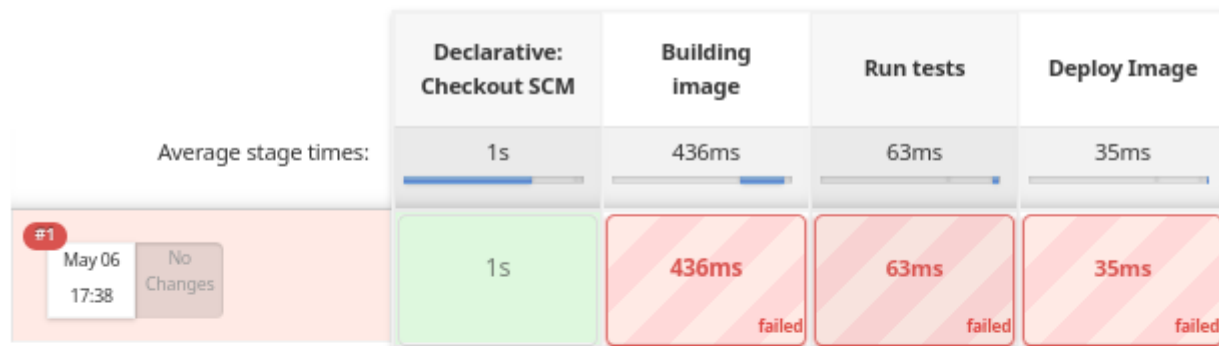 Declarative:
Checkout SCM
Building
image
Run tests
Deploy Image
Average stage times:
1s
436ms
63ms
35ms
#1
May 06
17:38
No
Changes
1s
436ms
failed
63ms
failed
35ms
failed